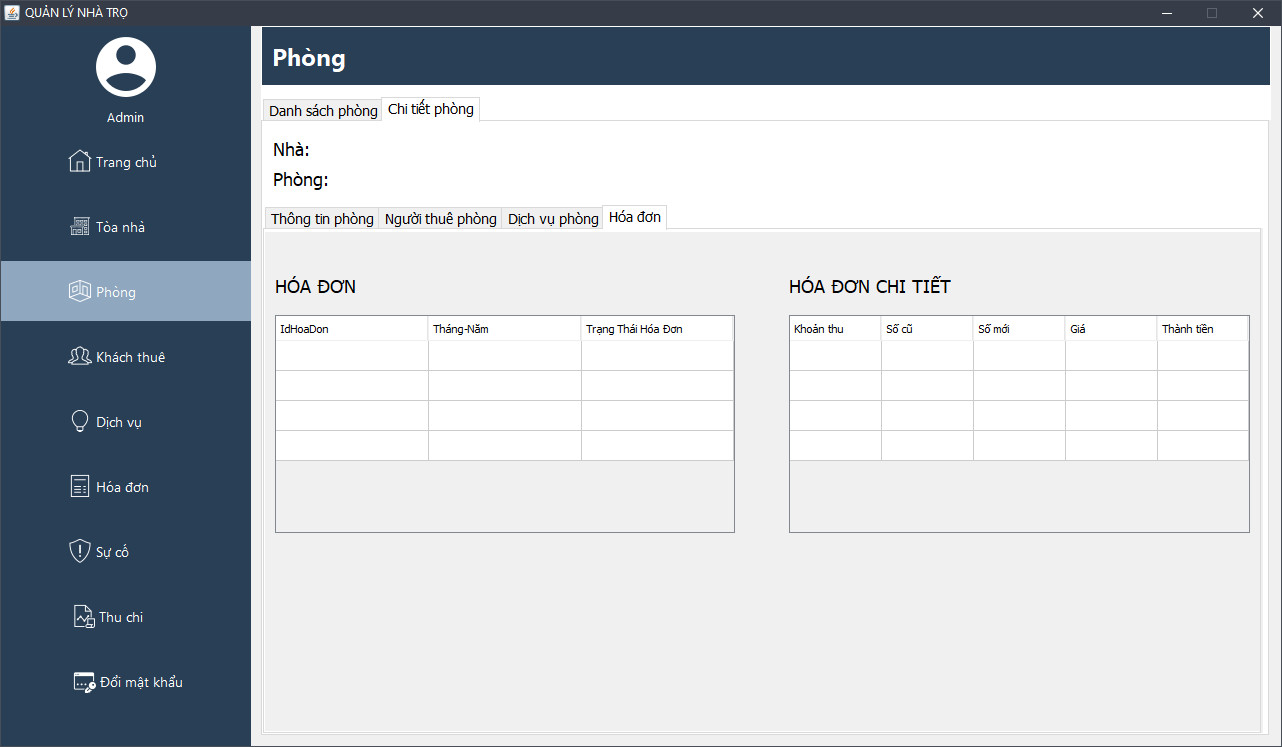 QUẢN LÝ NHÀ TRỌ
Admin
Trang chủ
Tòa nhà
Phòng
Khách thuê
Dịch vụ
Hóa đơn
Sự cố
Thu chi
Đổi mật khẩu
Phòng
Danh sách phòng Chi tiết phòng
Nhà:
Phòng:
Thông tin phòng Người thuê phòng Dịch vụ phòng Hóa đơn
HÓA ĐƠN
IdHoaDon Tháng-Năm Trạng Thái Hóa Đơn
HÓA ĐƠN CHI TIẾT
Khoản thu Số cũ Số mới Giá Thành tiền